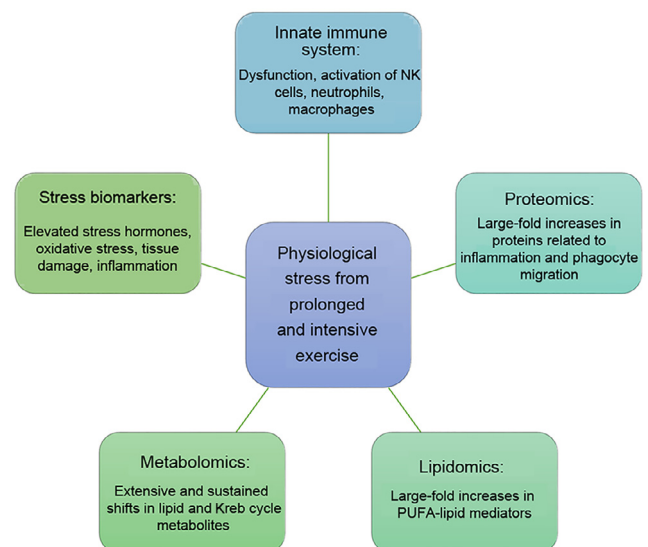 Innate immune
system:
Dysfunction, activation of NK
cells, neutrophils,
macrophages
Stress biomarkers:
Elevated stress hormones,
oxidative stress, tissue
damage, inflammation
Proteomics:
Large-fold increases in
proteins related to
inflammation and phagocyte
migration
Physiological
stress from
prolonged
and intensive
exercise
Metabolomics:
Extensive and sustained
shifts in lipid and Kreb cycle
metabolites
Lipidomics:
Large-fold increases in
PUFA-lipid mediators